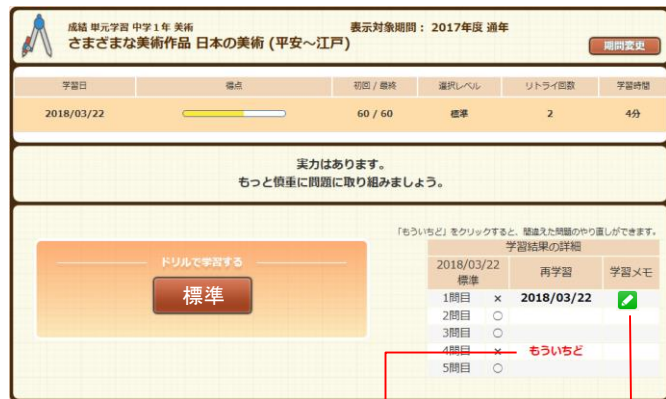 成績 単元学習 中学1年 美術
さまざまな美術作品 日本の美術 (平安～江戸)
表示対象期間： 2017年度 通年
期間変更
学習日 得点 初回 / 最終 選択レベル リトライ回数 学習時間
2018/03/22 60 / 60 標準 2 4分
実力はあります。
もっと慎重に問題に取り組みましょう。
「もういちど」をクリックすると、間違えた問題のやり直しができます。
ドリルで学習する
標準
学習結果の詳細
2018/03/22 標準 再学習 学習メモ
1問目 × 2018/03/22
2問目 ○
3問目 ○
4問目 × もういちど
5問目 ○